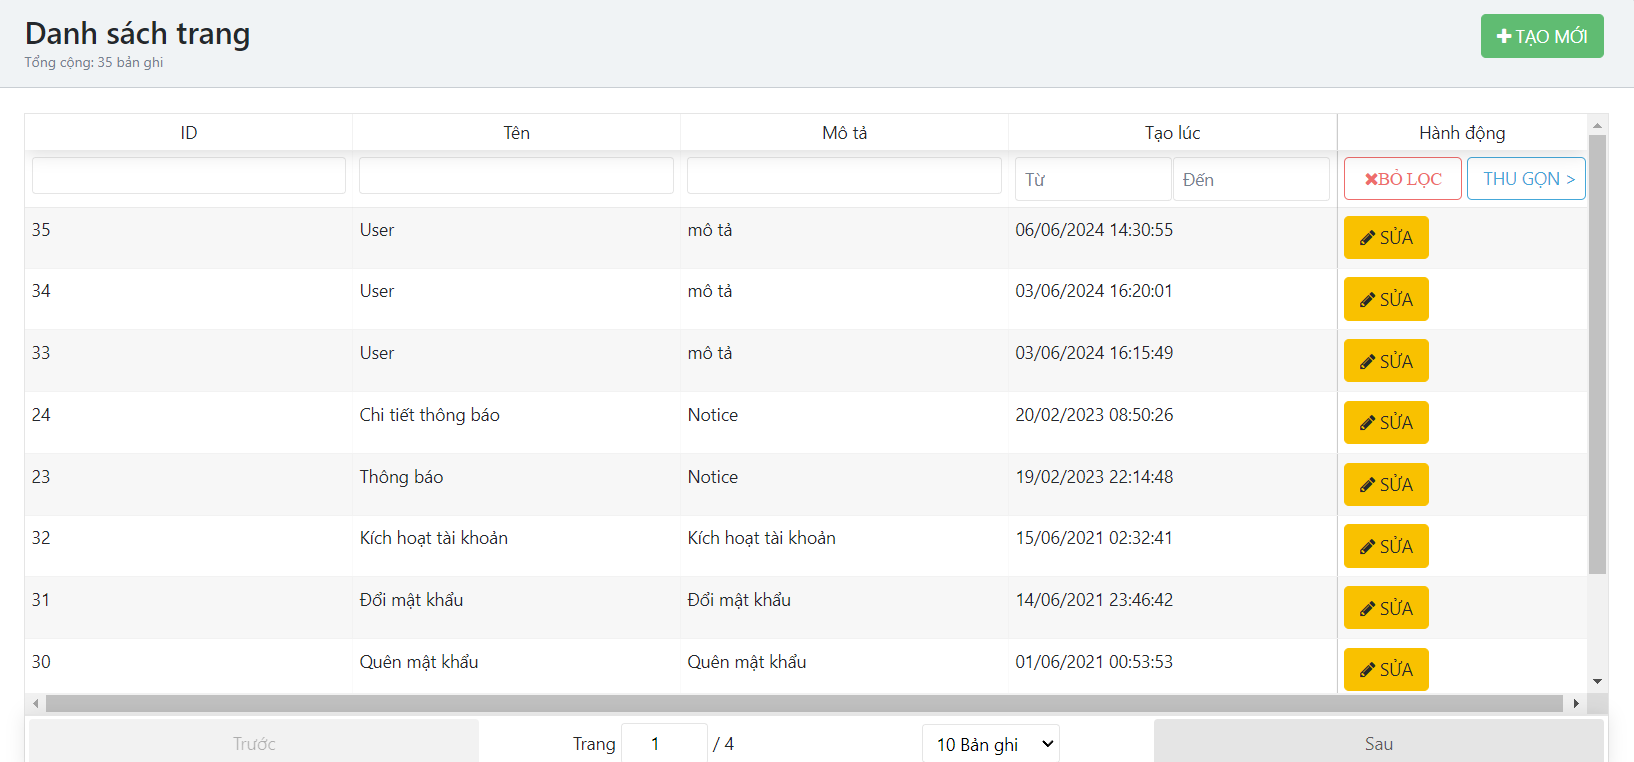 Danh sách trang
Tổng cộng: 35 bản ghi
TẠO MỚI
ID Tên Mô tả Tạo lúc Hành động
Từ Đến BỎ LỌC THU GỌN >
35 User mô tả 06/06/2024 14:30:55 SỬA
34 User mô tả 03/06/2024 16:20:01 SỬA
33 User mô tả 03/06/2024 16:15:49 SỬA
24 Chi tiết thông báo Notice 20/02/2023 08:50:26 SỬA
23 Thông báo Notice 19/02/2023 22:14:48 SỬA
32 Kích hoạt tài khoản Kích hoạt tài khoản 15/06/2021 02:32:41 SỬA
31 Đổi mật khẩu Đổi mật khẩu 14/06/2021 23:46:42 SỬA
30 Quên mật khẩu Quên mật khẩu 01/06/2021 00:53:53 SỬA
Trước Trang 1 / 4 10 Bản ghi Sau